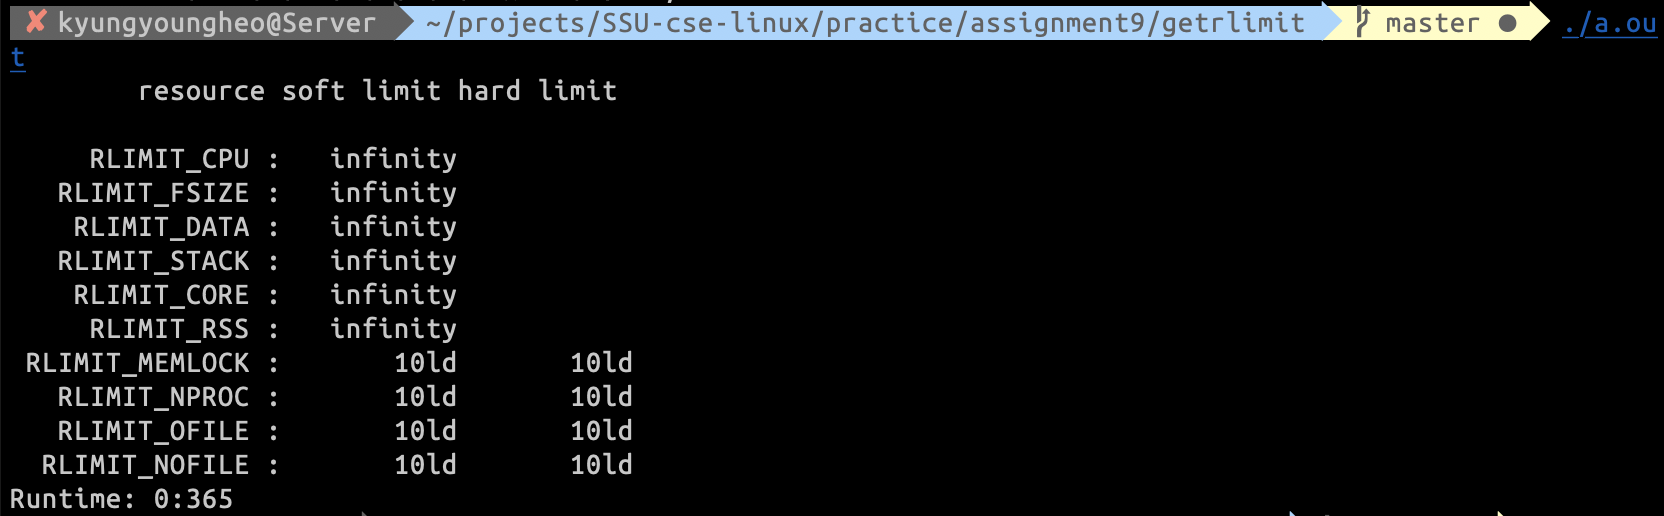 ✘ kyungyoungheo@Server ~/projects/SSU-cse-linux/practice/assignment9/getrlimit master ● ./a.ou
t
resource soft limit hard limit
RLIMIT_CPU : infinity
RLIMIT_FSIZE : infinity
RLIMIT_DATA : infinity
RLIMIT_STACK : infinity
RLIMIT_CORE : infinity
RLIMIT_RSS : infinity
RLIMIT_MEMLOCK : 10ld 10ld
RLIMIT_NPROC : 10ld 10ld
RLIMIT_OFILE : 10ld 10ld
RLIMIT_NOFILE : 10ld 10ld
Runtime: 0:365